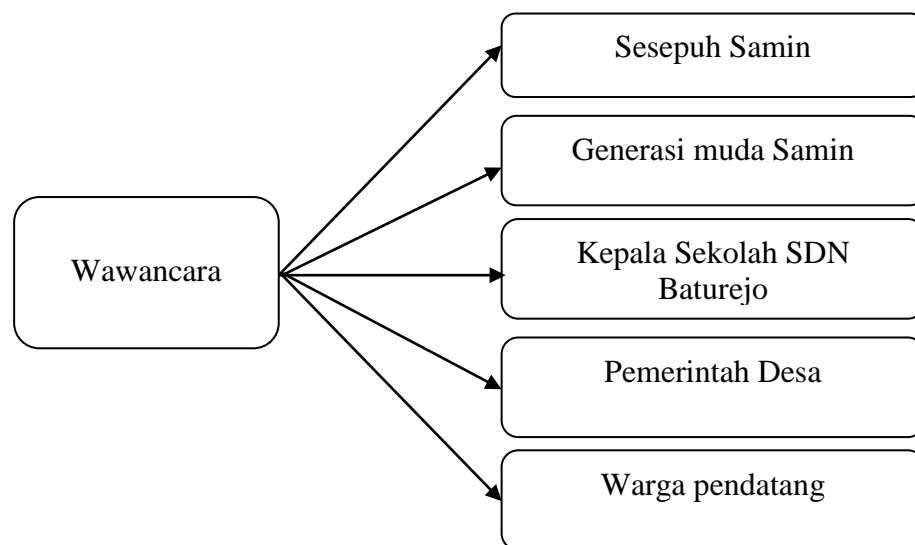 Sesepuh Samin
Generasi muda Samin
Wawancara
Kepala Sekolah SDN
Baturejo
Pemerintah Desa
Warga pendatang